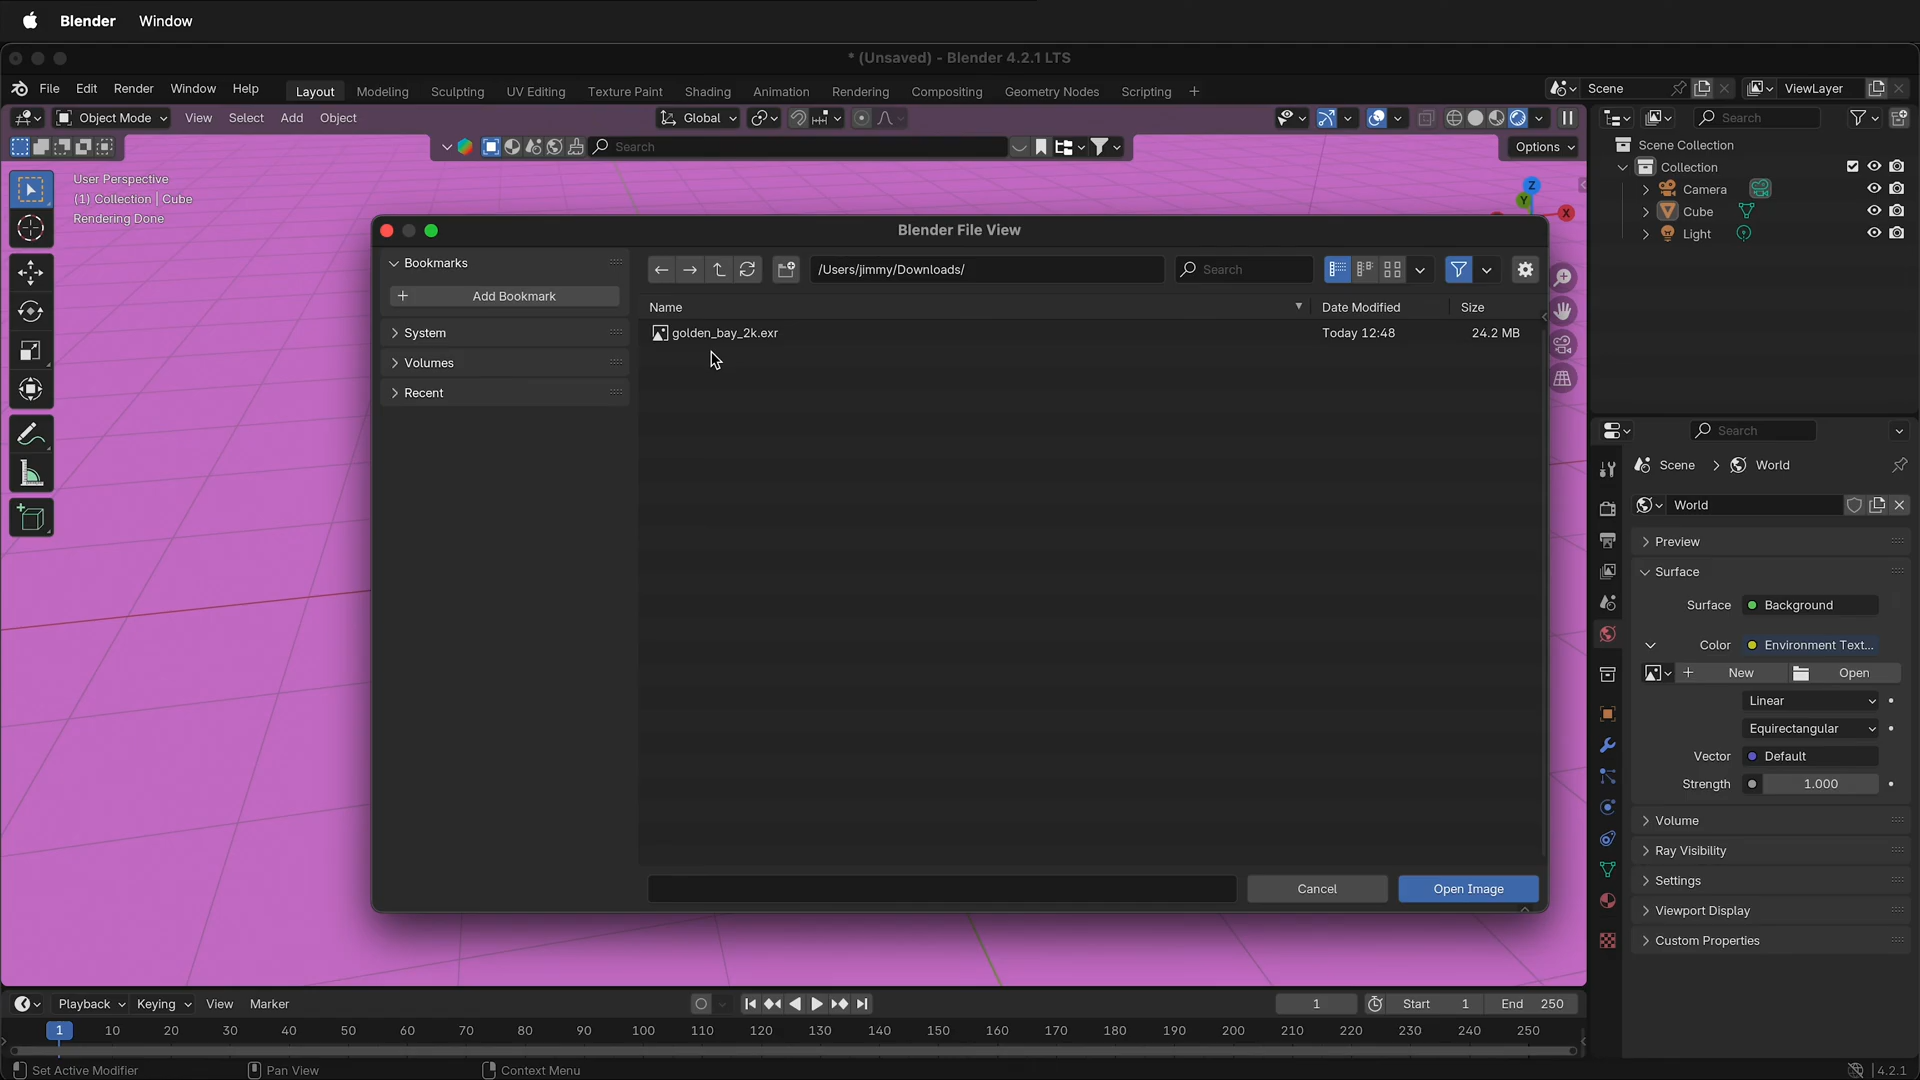 Blender Window
* (Unsaved) - Blender 4.2.1 LTS
File Edit Render Window Help Layout Modeling Sculpting UV Editing Texture Paint Shading Animation Rendering Compositing Geometry Nodes Scripting + Scene ViewLayer
Object Mode View Select Add Object Global Search
Search Options
User Perspective
(1) Collection | Cube
Rendering Done
Z
Y
X
Scene Collection
Collection
Camera
Cube
Light
Blender File View
Bookmarks
Add Bookmark
System
Volumes
Recent
/Users/jimmy/Downloads/ Search
Name Date Modified Size
golden_bay_2k.exr Today 12:48 24.2 MB
Cancel Open Image
Search
Scene World
World
Preview
Surface
Surface Background
Color Environment Text...
New Open
Linear
Equirectangular
Vector Default
Strength 1.000
Volume
Ray Visibility
Settings
Viewport Display
Custom Properties
Playback Keying View Marker 1 Start 1 End 250
1 10 20 30 40 50 60 70 80 90 100 110 120 130 140 150 160 170 180 190 200 210 220 230 240 250
Set Active Modifier Pan View Context Menu 4.2.1